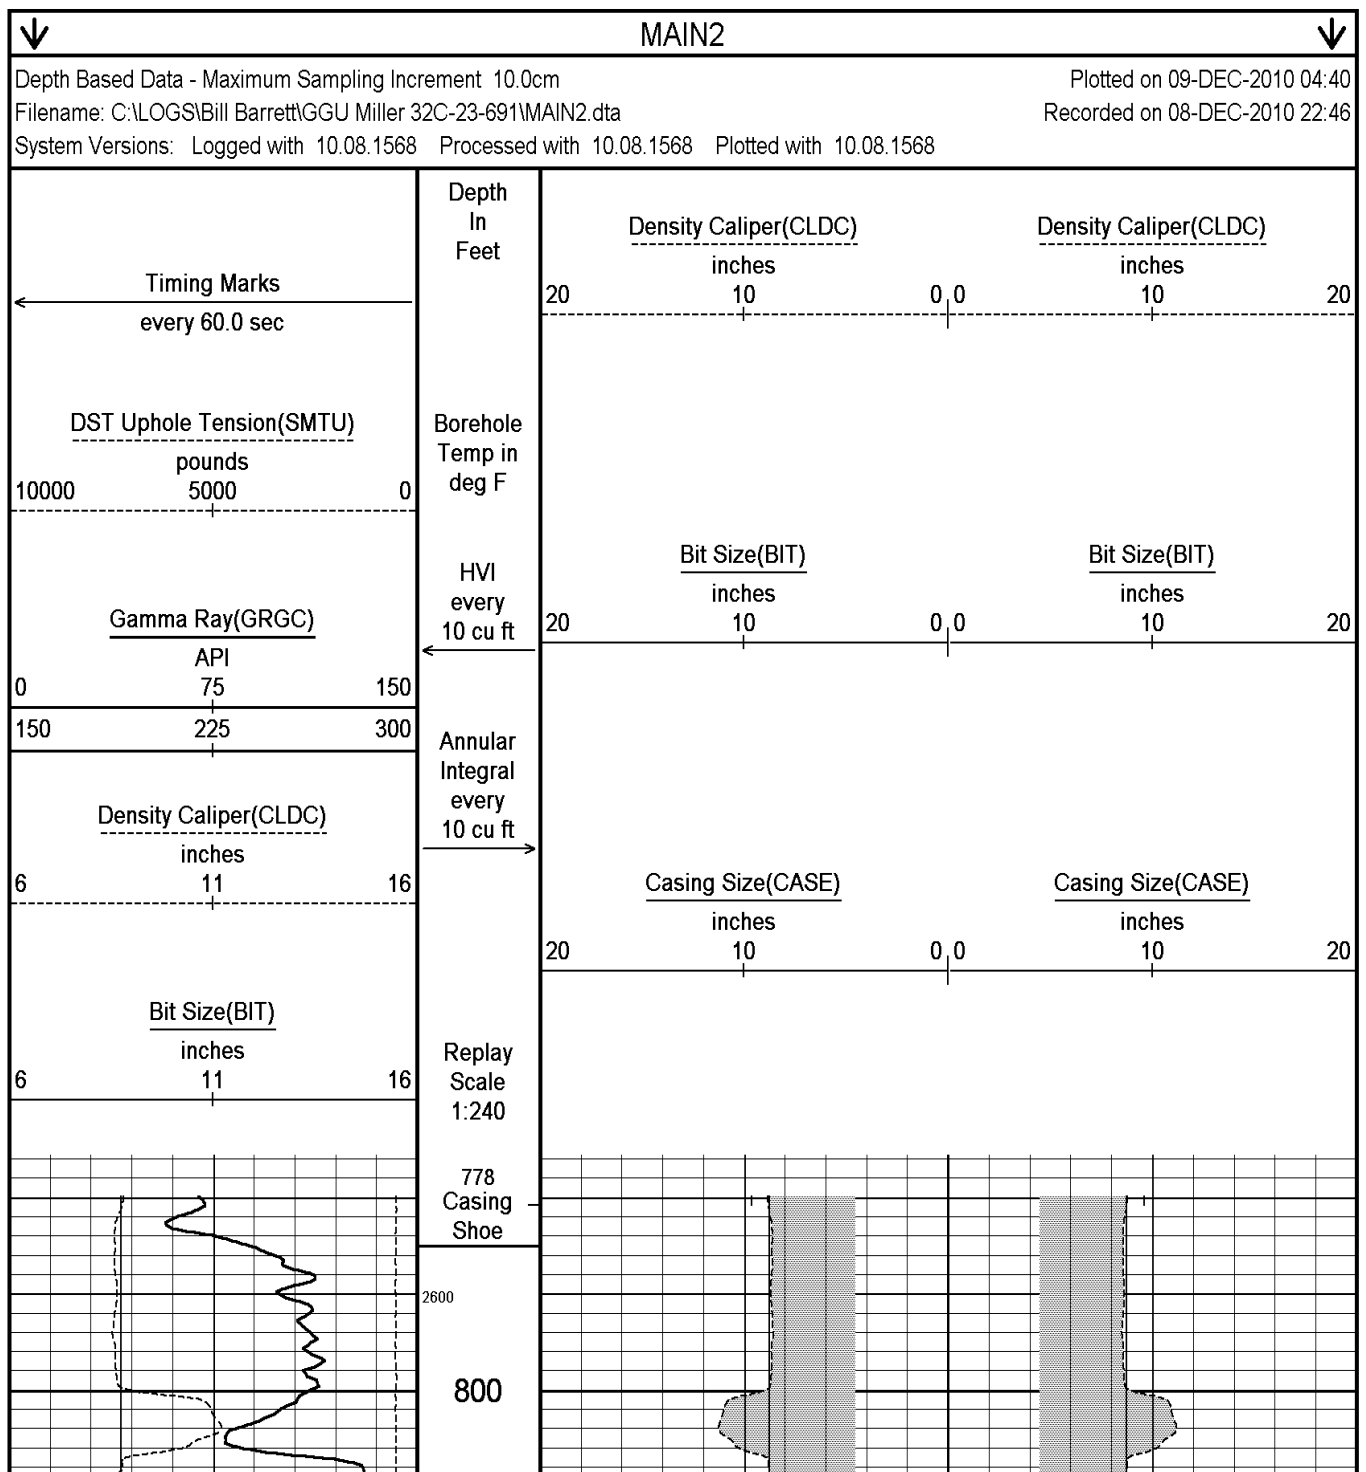 MAIN2
Depth Based Data - Maximum Sampling Increment 10.0cm
Plotted on 09-DEC-2010 04:40
Filename: C:\LOGS\Bill Barrett\GGU Miller 32C-23-691\MAIN2.dta
Recorded on 08-DEC-2010 22:46
System Versions: Logged with 10.08.1568 Processed with 10.08.1568 Plotted with 10.08.1568
Timing Marks
every 60.0 sec
DST Uphole Tension(SMTU)
pounds
10000 5000 0
Gamma Ray(GRGC)
API
0 75 150
150 225 300
Density Caliper(CLDC)
inches
6 11 16
Bit Size(BIT)
inches
6 11 16
Depth
In
Feet
Borehole
Temp in
deg F
HVI
every
10 cu ft
Annular
Integral
every
10 cu ft
Replay
Scale
1:240
778
Casing
Shoe
2600
800
Density Caliper(CLDC)
inches
20 10 0
Density Caliper(CLDC)
inches
0 10 20
Bit Size(BIT)
inches
20 10 0
Bit Size(BIT)
inches
0 10 20
Casing Size(CASE)
inches
20 10 0
Casing Size(CASE)
inches
0 10 20